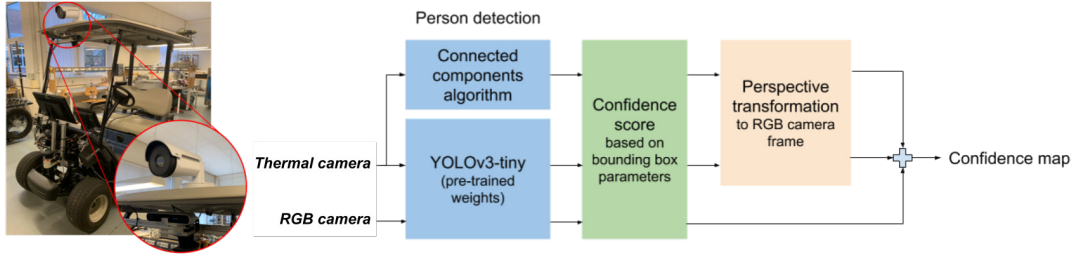 Person detection
Connected
components
algorithm
Thermal camera
RGB camera
YOLOv3-tiny
(pre-trained
weights)
Confidence
score
based on
bounding box
parameters
Perspective
transformation
to RGB camera
frame
Confidence map